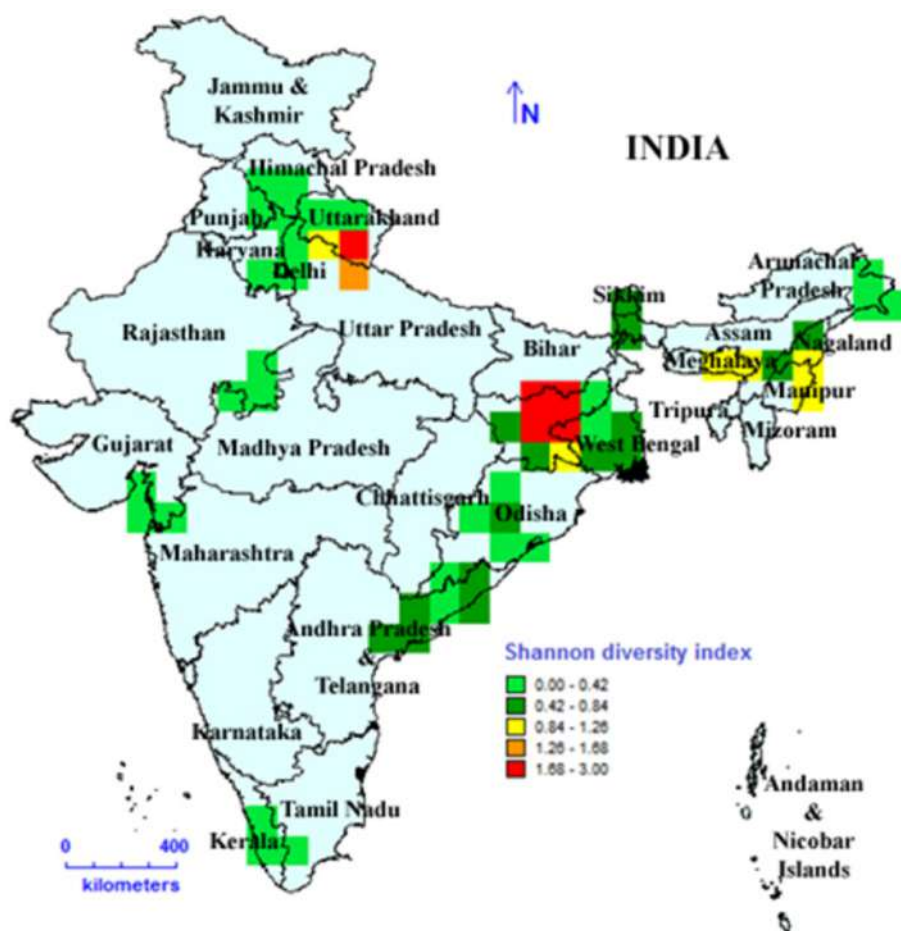 Jammu &
Kashmir
N
INDIA
Himachal Pradesh
Punjab
Uttarakhand
Haryana
Delhi
Arunachal
Pradesh
Sikkim
Rajasthan
Uttar Pradesh
Bihar
Assam
Nagaland
Meghalaya
Manipur
Tripura
Mizoram
Gujarat
Madhya Pradesh
West Bengal
Chhattisgarh
Odisha
Maharashtra
Andhra Pradesh
&
Telangana
Karnataka
Tamil Nadu
Kerala
Shannon diversity index
0.00 - 0.42
0.42 - 0.84
0.84 - 1.26
1.26 - 1.68
1.68 - 3.00
Andaman
&
Nicobar
Islands
0 400
kilometers